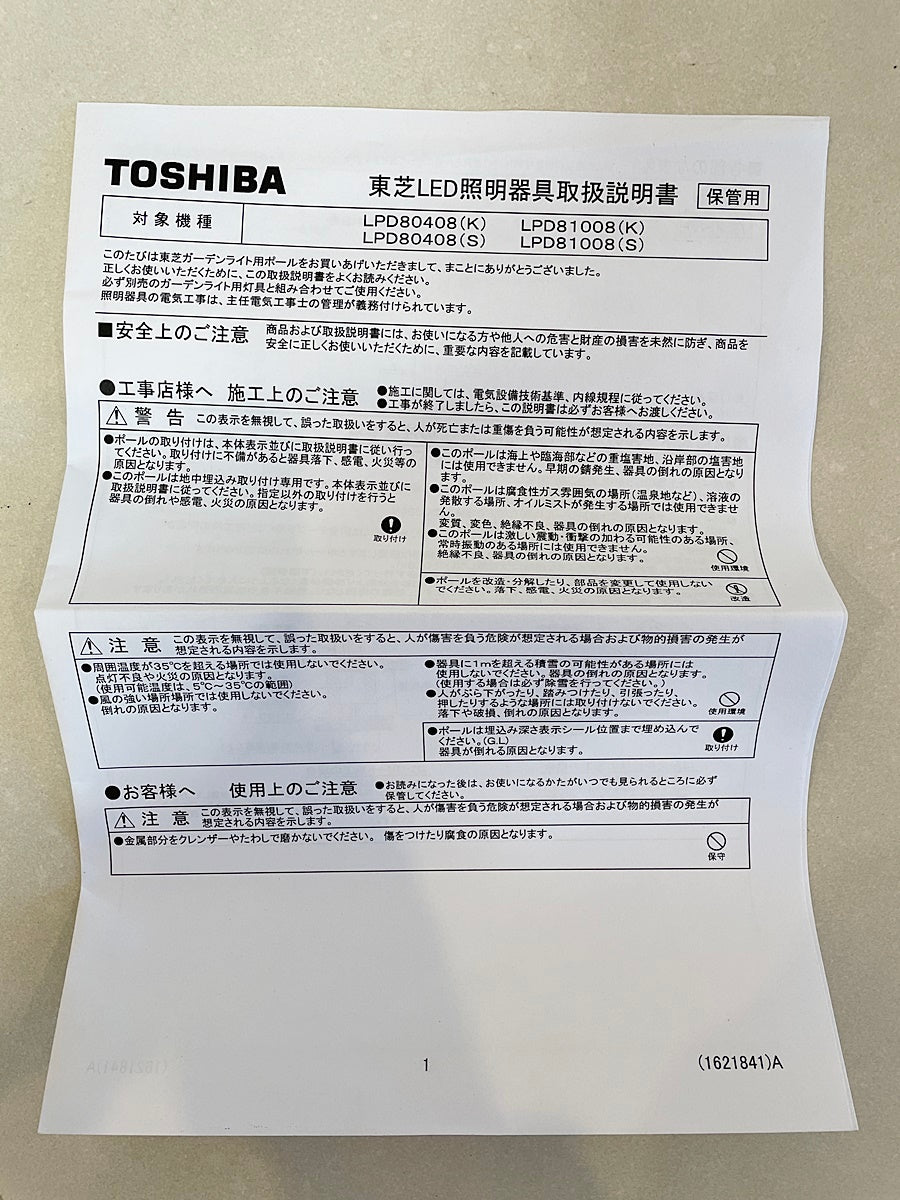 TOSHIBA
東芝LED照明器具取扱説明書
保管用
対象機種
LPD80408(K) LPD81008(K)
LPD80408(S) LPD81008(S)
このたびは東芝ガーデンライト用ポールをお買いあげいただきまして、まことにありがとうございました。
正しくお使いいただくために、この取扱説明書をよくお読みください。
必ず別売のガーデンライト用灯具と組み合わせてご使用ください。
照明器具の電気工事は、主任電気工事士の管理が義務付けられています。
■安全上のご注意
商品および取扱説明書には、お使いになる方や他人への危害と財産の損害を未然に防ぎ、商品を
安全に正しくお使いいただくために、重要な内容を記載しています。
●工事店様へ 施工上のご注意
●施工に関しては、電気設備技術基準、内線規程に従ってください。
●工事が終了しましたら、この説明書は必ずお客様へお渡しください。
警告 この表示を無視して、誤った取扱いをすると、人が死亡または重傷を負う可能性が想定される内容を示します。
●ポールの取り付けは、本体表示並びに取扱説明書に従い行っ
てください。取り付けに不備があると器具落下、感電、火災等の
原因となります。
●このポールは地中埋込み取り付け専用です。本体表示並びに
取扱説明書に従ってください。指定以外の取り付けを行うと
器具の倒れや感電、火災の原因となります。
取り付け
●このポールは海上や臨海部などの重塩害地、沿岸部の塩害地
には使用できません。早期の錆発生、器具の倒れの原因となり
ます。
●このポールは腐食性ガス雰囲気の場所(温泉地など)、溶液の
発散する場所、オイルミストが発生する場所では使用できませ
ん。
変質、変色、絶縁不良、器具の倒れの原因となります。
●このポールは激しい震動・衝撃の加わる可能性のある場所、
常時振動のある場所には使用できません。
絶縁不良、器具の倒れの原因となります。
使用環境
●ポールを改造・分解したり、部品を変更して使用しない
でください。落下、感電、火災の原因となります。
改造
注意 この表示を無視して、誤った取扱いをすると、人が傷害を負う危険が想定される場合および物的損害の発生が
想定される内容を示します。
●周囲温度が35℃を超える場所では使用しないでください。
点灯不良や火災の原因となります。
(使用可能温度は、5℃〜35℃の範囲)
●風の強い場所場所では使用しないでください。
倒れの原因となります。
●器具に1mを超える積雪の可能性がある場所には
使用しないでください。器具の倒れの原因となります。
(使用する場合は必ず除雪を行ってください。)
●人がぶら下がったり、踏みつけたり、引張ったり、
押したりするような場所には取り付けないでください。
落下や破損、倒れの原因となります。
使用環境
●ポールは埋込み深さ表示シール位置まで埋め込んで
ください。(G.L)
器具が倒れる原因となります。
取り付け
●お客様へ 使用上のご注意
●お読みになった後は、お使いになるかたがいつでも見られるところに必ず
保管してください。
注意 この表示を無視して、誤った取扱いをすると、人が傷害を負う危険が想定される場合および物的損害の発生が
想定される内容を示します。
●金属部分をクレンザーやたわしで磨かないでください。 傷をつけたり腐食の原因となります。
保守
1
(1621841)A